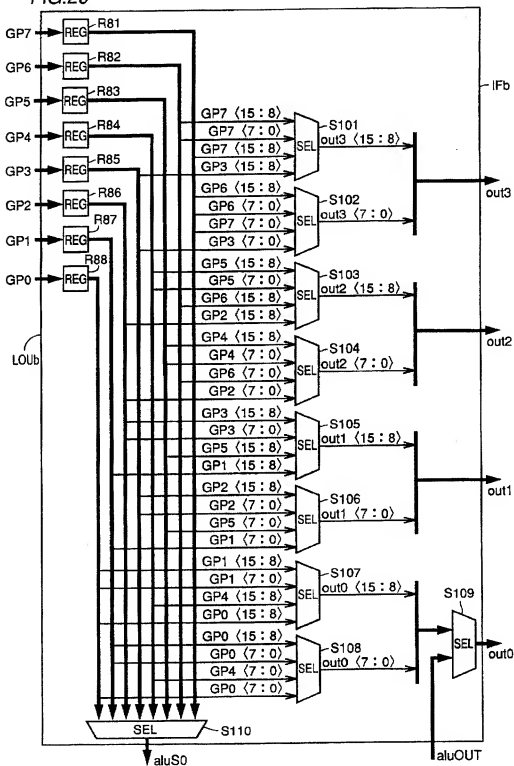 FIG.20
GP7 REG R81
GP6 REG R82
GP5 REG R83
GP4 REG R84
GP3 REG R85
GP2 REG R86
GP1 REG R87
GP0 REG R88
IFb
LOUb
GP7 〈15 : 8〉
GP7 〈7 : 0〉
GP7 〈15 : 8〉
GP3 〈15 : 8〉
SEL S101
out3 〈15 : 8〉
GP6 〈15 : 8〉
GP6 〈7 : 0〉
GP7 〈7 : 0〉
GP3 〈7 : 0〉
SEL S102
out3 〈7 : 0〉
out3
GP5 〈15 : 8〉
GP5 〈7 : 0〉
GP6 〈15 : 8〉
GP2 〈15 : 8〉
SEL S103
out2 〈15 : 8〉
GP4 〈15 : 8〉
GP4 〈7 : 0〉
GP6 〈7 : 0〉
GP2 〈7 : 0〉
SEL S104
out2 〈7 : 0〉
out2
GP3 〈15 : 8〉
GP3 〈7 : 0〉
GP5 〈15 : 8〉
GP1 〈15 : 8〉
SEL S105
out1 〈15 : 8〉
GP2 〈15 : 8〉
GP2 〈7 : 0〉
GP5 〈7 : 0〉
GP1 〈7 : 0〉
SEL S106
out1 〈7 : 0〉
out1
GP1 〈15 : 8〉
GP1 〈7 : 0〉
GP4 〈15 : 8〉
GP0 〈15 : 8〉
SEL S107
out0 〈15 : 8〉
GP0 〈15 : 8〉
GP0 〈7 : 0〉
GP4 〈7 : 0〉
GP0 〈7 : 0〉
SEL S108
out0 〈7 : 0〉
S109
SEL
out0
SEL S110
aluS0
aluOUT